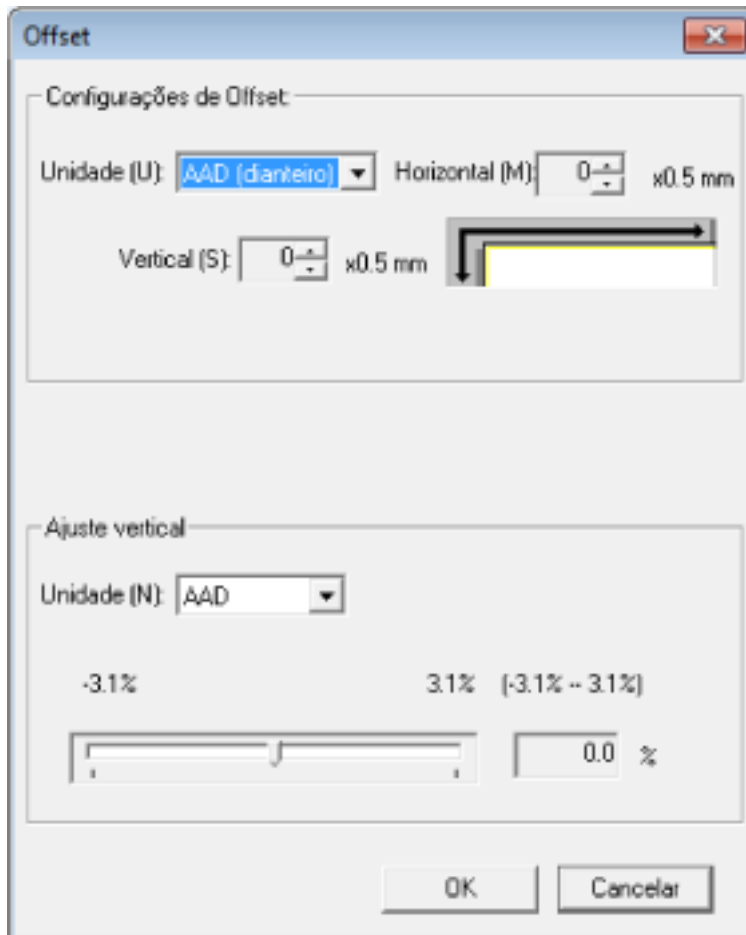 Offset
Configurações de Offset:
Unidade (U): AAD (dianteiro) Horizontal (M): 0 x0.5 mm
Vertical (S): 0 x0.5 mm
Ajuste vertical
Unidade (N): AAD
-3.1% 3.1% (-3.1% -- 3.1%)
0.0 %
OK Cancelar